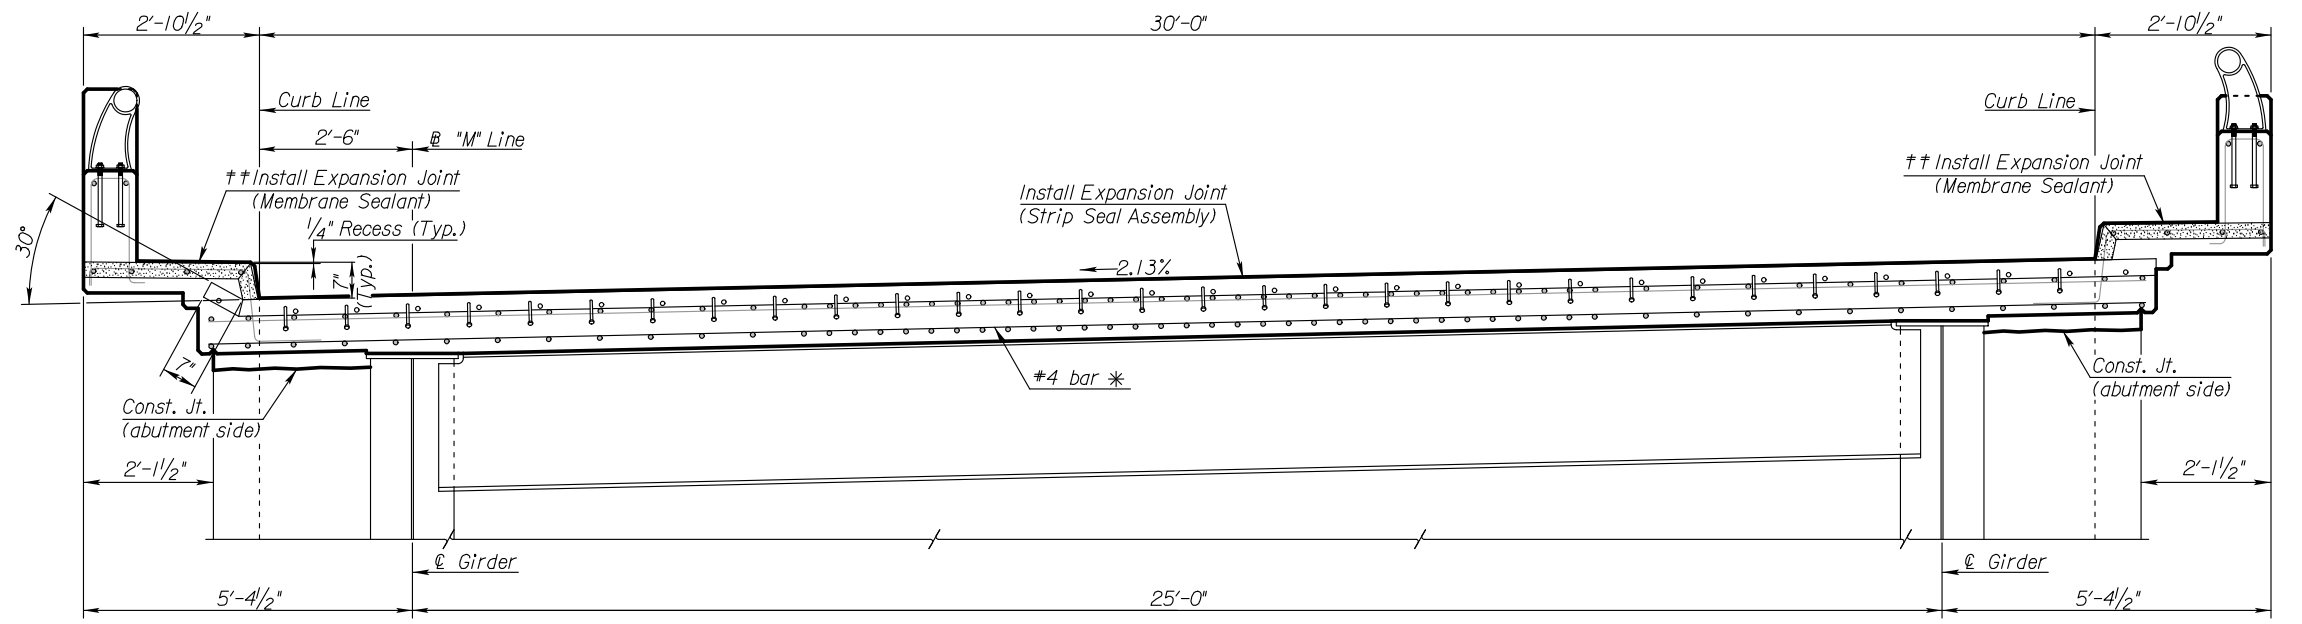 2'-10½" 30'-0" 2'-10½"
Curb Line Curb Line
2'-6" ⅊ "M" Line
‡‡Install Expansion Joint
(Membrane Sealant)
‡‡Install Expansion Joint
(Membrane Sealant)
Install Expansion Joint
(Strip Seal Assembly)
¼" Recess (Typ.)
30°
7"
(Typ.)
2.13%
7"
#4 bar ✳
Const. Jt.
(abutment side)
Const. Jt.
(abutment side)
2'-1½" 2'-1½"
℄ Girder ℄ Girder
5'-4½" 25'-0" 5'-4½"